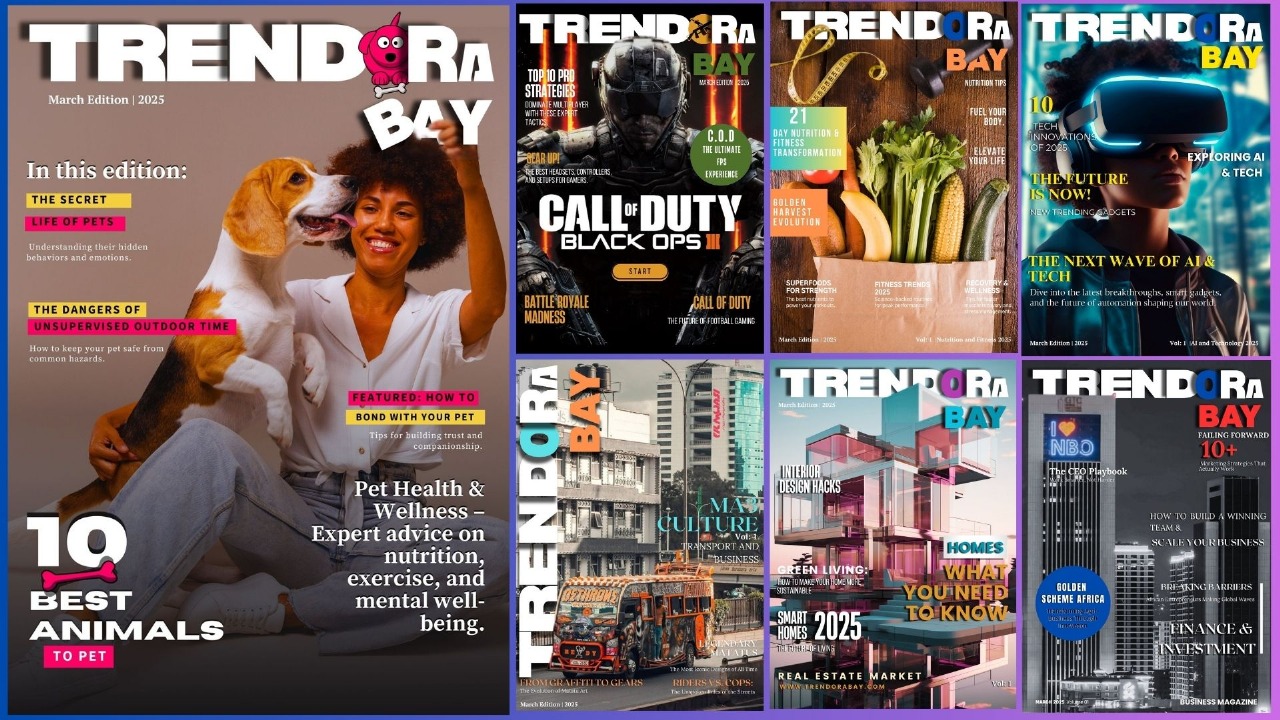 TRENDORA
BAY
March Edition | 2025
In this edition:
THE SECRET
LIFE OF PETS
Understanding their hidden
behaviors and emotions.
THE DANGERS OF
UNSUPERVISED OUTDOOR TIME
How to keep your pet safe from
common hazards.
FEATURED: HOW TO
BOND WITH YOUR PET
Tips for building trust and
companionship.
Pet Health &
Wellness –
Expert advice on
nutrition,
exercise, and
mental well-
being.
10
BEST
ANIMALS
TO PET
TRENDORA
BAY
MARCH EDITION | 2025
TOP 10 PRO
STRATEGIES
DOMINATE MULTIPLAYER
WITH THESE EXPERT
TACTICS.
C.O.D
THE ULTIMATE
FPS
EXPERIENCE
GEAR UP!
THE BEST HEADSETS, CONTROLLERS,
AND SETUPS FOR GAMERS.
CALL OF DUTY
BLACK OPS III
START
BATTLE ROYALE
MADNESS
CALL OF DUTY
THE FUTURE OF FOOTBALL GAMING
TRENDORA
BAY
NUTRITION TIPS
21
DAY NUTRITION &
FITNESS
TRANSFORMATION
FUEL YOUR
BODY,
ELEVATE
YOUR LIFE
GOLDEN
HARVEST
EVOLUTION
SUPERFOODS
FOR STRENGTH
The best nutrients to
power your workouts.
FITNESS TRENDS
2025
RECOVERY &
WELLNESS
March Edition | 2025
Vol: 1 | Nutrition and Fitness 2025
TRENDORA
BAY
10
TECH
INNOVATIONS
OF 2025
EXPLORING AI
& TECH
THE FUTURE
IS NOW!
NEW TRENDING GADGETS
THE NEXT WAVE OF AI &
TECH
Dive into the latest breakthroughs, smart gadgets,
and the future of automation shaping our world.
March Edition | 2025
Vol: 1 | AI and Technology 2025
TRENDORA
BAY
MA3
CULTURE
Vol: 1.
TRANSPORT AND
BUSINESS
LEGENDARY
MATATUS
The Most Iconic Designs of All Time
FROM GRAFFITI TO GEARS
The Evolution of Matatu Art
RIDERS VS. COPS:
The Unspoken Rules of the Streets
March Edition | 2025
TRENDORA
BAY
March Edition | 2025
INTERIOR
DESIGN HACKS
HOMES
WHAT
YOU NEED
TO KNOW
GREEN LIVING:
HOW TO MAKE YOUR HOME MORE
SUSTAINABLE
SMART
HOMES 2025
THE FUTURE OF LIVING
REAL ESTATE MARKET
WWW.TRENDORABAY.COM
Vol: 1
TRENDORA
BAY
I ♥
NBO
FAILING FORWARD
10+
Marketing Strategies That
Actually Work
The CEO Playbook
HOW TO BUILD A WINNING
TEAM &
SCALE YOUR BUSINESS
GOLDEN
SCHEME AFRICA
BREAKING BARRIERS
African Entrepreneurs Making Global Waves
FINANCE &
INVESTMENT
MARCH 2025 Volume 01
BUSINESS MAGAZINE